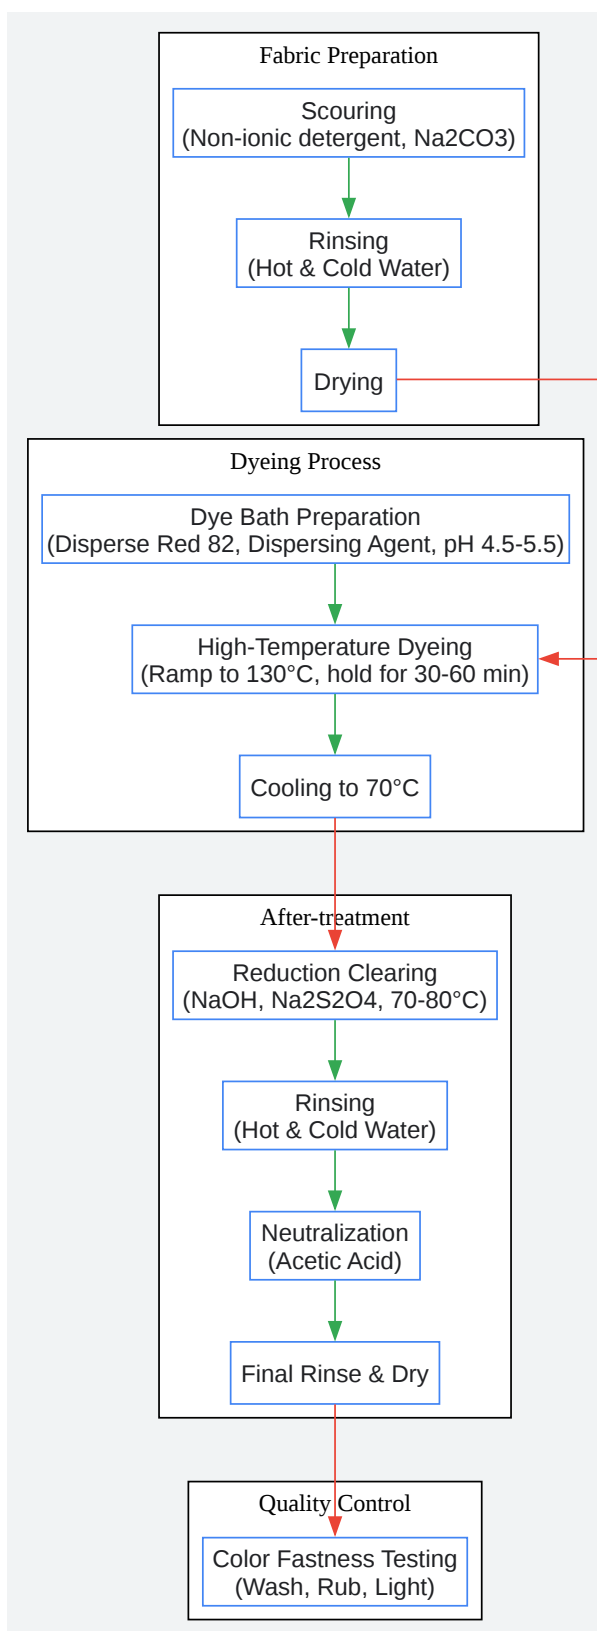 Fabric Preparation
Scouring
(Non-ionic detergent, Na2CO3)
Rinsing
(Hot & Cold Water)
Drying
Dyeing Process
Dye Bath Preparation
(Disperse Red 82, Dispersing Agent, pH 4.5-5.5)
High-Temperature Dyeing
(Ramp to 130°C, hold for 30-60 min)
Cooling to 70°C
After-treatment
Reduction Clearing
(NaOH, Na2S2O4, 70-80°C)
Rinsing
(Hot & Cold Water)
Neutralization
(Acetic Acid)
Final Rinse & Dry
Quality Control
Color Fastness Testing
(Wash, Rub, Light)